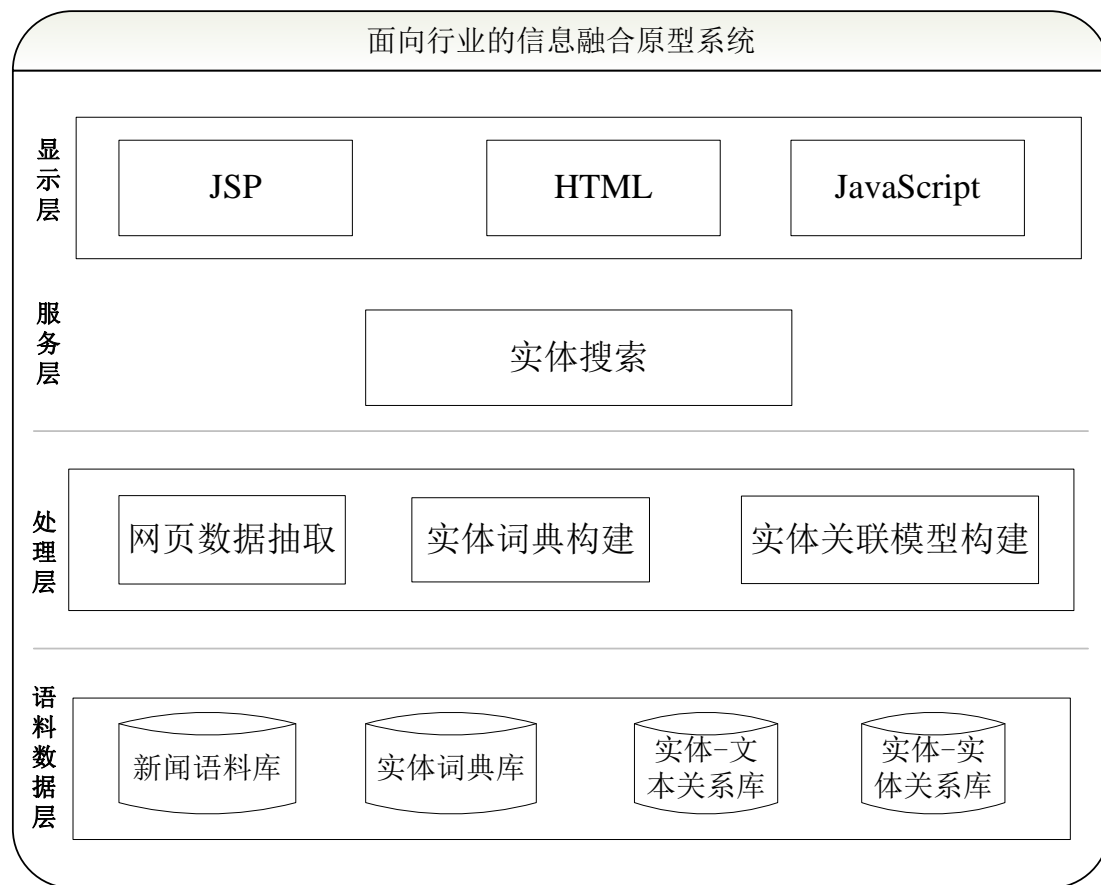 面向行业的信息融合原型系统
显示层
JSP
HTML
JavaScript
服务层
实体搜索
处理层
网页数据抽取
实体词典构建
实体关联模型构建
语料数据层
新闻语料库
实体词典库
实体-文
本关系库
实体-实
体关系库